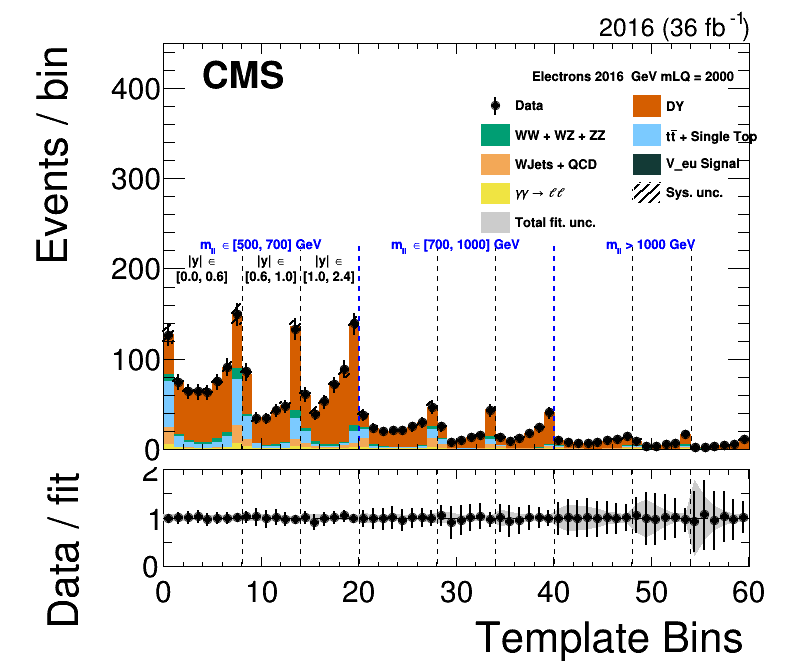 2016 (36 fb⁻¹)
CMS
Electrons 2016 GeV mLQ = 2000
Data
DY
WW + WZ + ZZ
tt̄ + Single Top
WJets + QCD
V_eu Signal
γγ → ℓℓ
Sys. unc.
Total fit. unc.
Events / bin
400
300
200
100
0
m_ll ∈ [500, 700] GeV
m_ll ∈ [700, 1000] GeV
m_ll > 1000 GeV
|y| ∈
[0.0, 0.6]
|y| ∈
[0.6, 1.0]
|y| ∈
[1.0, 2.4]
Data / fit
2
1
0
0 10 20 30 40 50 60
Template Bins